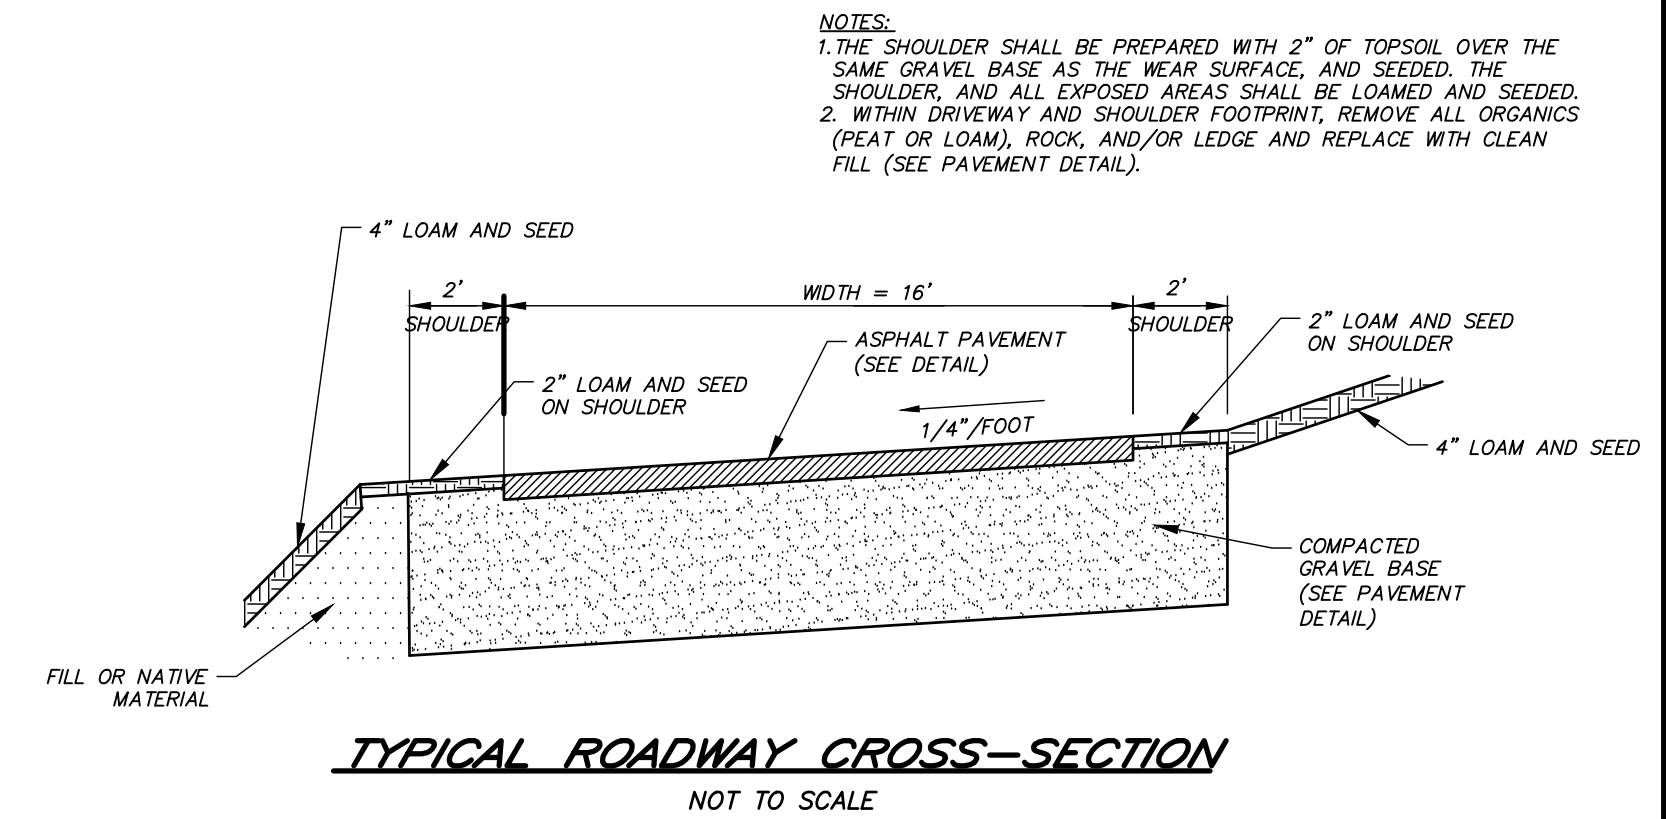 NOTES:
1. THE SHOULDER SHALL BE PREPARED WITH 2" OF TOPSOIL OVER THE
SAME GRAVEL BASE AS THE WEAR SURFACE, AND SEEDED. THE
SHOULDER, AND ALL EXPOSED AREAS SHALL BE LOAMED AND SEEDED.
2. WITHIN DRIVEWAY AND SHOULDER FOOTPRINT, REMOVE ALL ORGANICS
(PEAT OR LOAM), ROCK, AND/OR LEDGE AND REPLACE WITH CLEAN
FILL (SEE PAVEMENT DETAIL).
4" LOAM AND SEED
2'
SHOULDER
WIDTH = 16'
2'
SHOULDER
2" LOAM AND SEED
ON SHOULDER
ASPHALT PAVEMENT
(SEE DETAIL)
2" LOAM AND SEED
ON SHOULDER
1/4"/FOOT
4" LOAM AND SEED
COMPACTED
GRAVEL BASE
(SEE PAVEMENT
DETAIL)
FILL OR NATIVE
MATERIAL
TYPICAL ROADWAY CROSS-SECTION
NOT TO SCALE